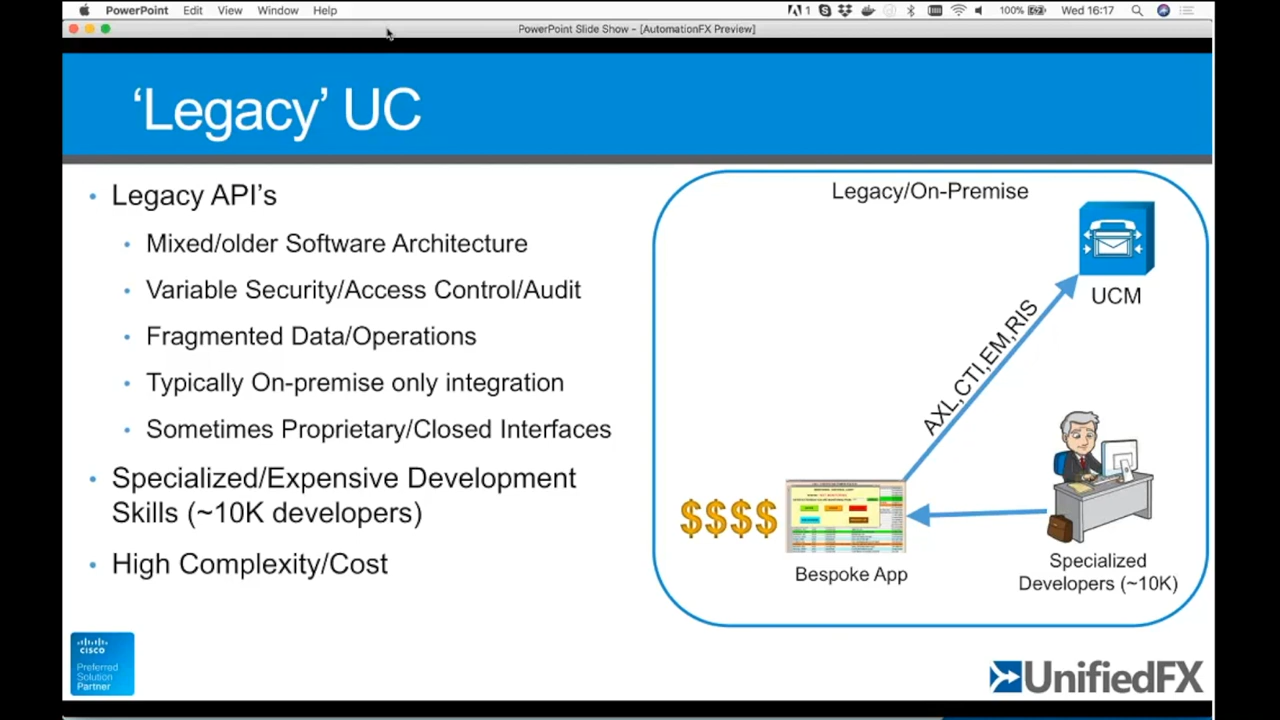 PowerPoint Edit View Window Help
1 100% Wed 16:17
PowerPoint Slide Show - [AutomationFX Preview]
‘Legacy’ UC
• Legacy API’s
• Mixed/older Software Architecture
• Variable Security/Access Control/Audit
• Fragmented Data/Operations
• Typically On-premise only integration
• Sometimes Proprietary/Closed Interfaces
• Specialized/Expensive Development
Skills (~10K developers)
• High Complexity/Cost
Legacy/On-Premise
UCM
AXL,CTI,EM,RIS
$$$$
Bespoke App
Specialized
Developers (~10K)
CISCO
Preferred
Solution
Partner
UnifiedFX